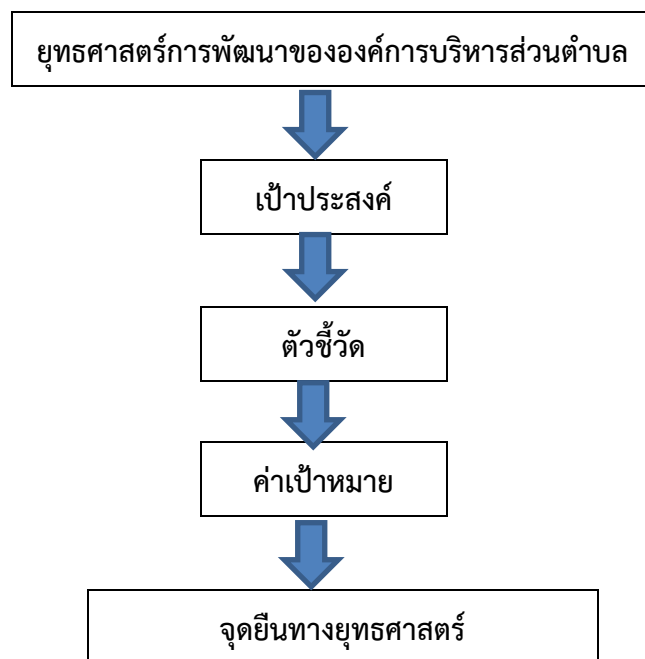 ยุทธศาสตร์การพัฒนาขององค์การบริหารส่วนตำบล
เป้าประสงค์
ตัวชี้วัด
ค่าเป้าหมาย
จุดยืนทางยุทธศาสตร์